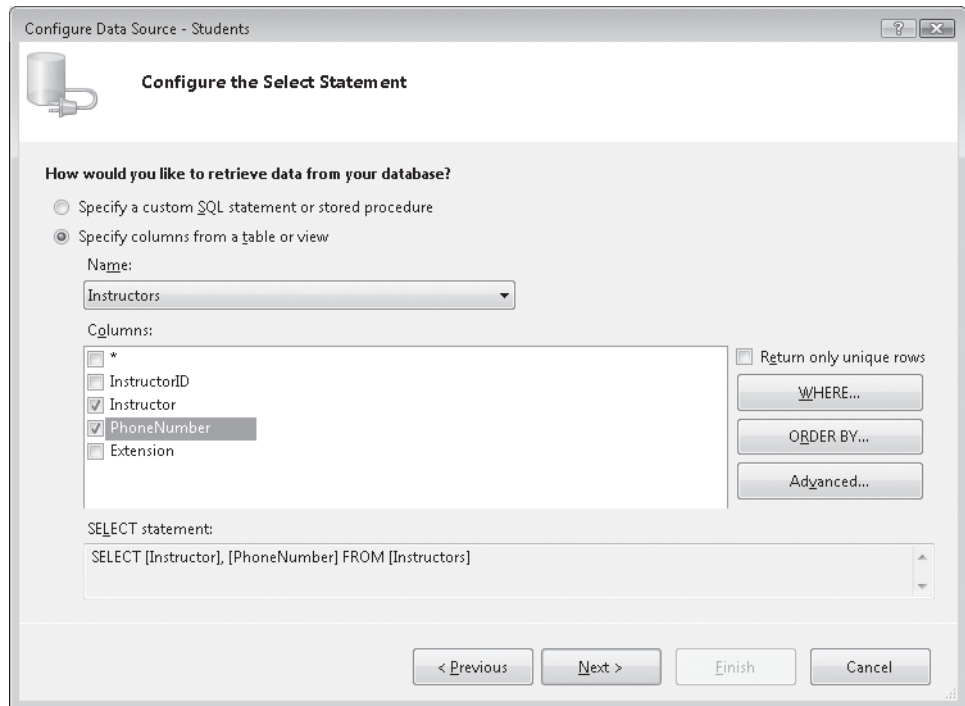 Configure Data Source - Students
?
Configure the Select Statement
How would you like to retrieve data from your database?
Specify a custom SQL statement or stored procedure
Specify columns from a table or view
Name:
Instructors
Columns:
*
InstructorID
Instructor
PhoneNumber
Extension
Return only unique rows
WHERE...
ORDER BY...
Advanced...
SELECT statement:
SELECT [Instructor], [PhoneNumber] FROM [Instructors]
< Previous
Next >
Finish
Cancel